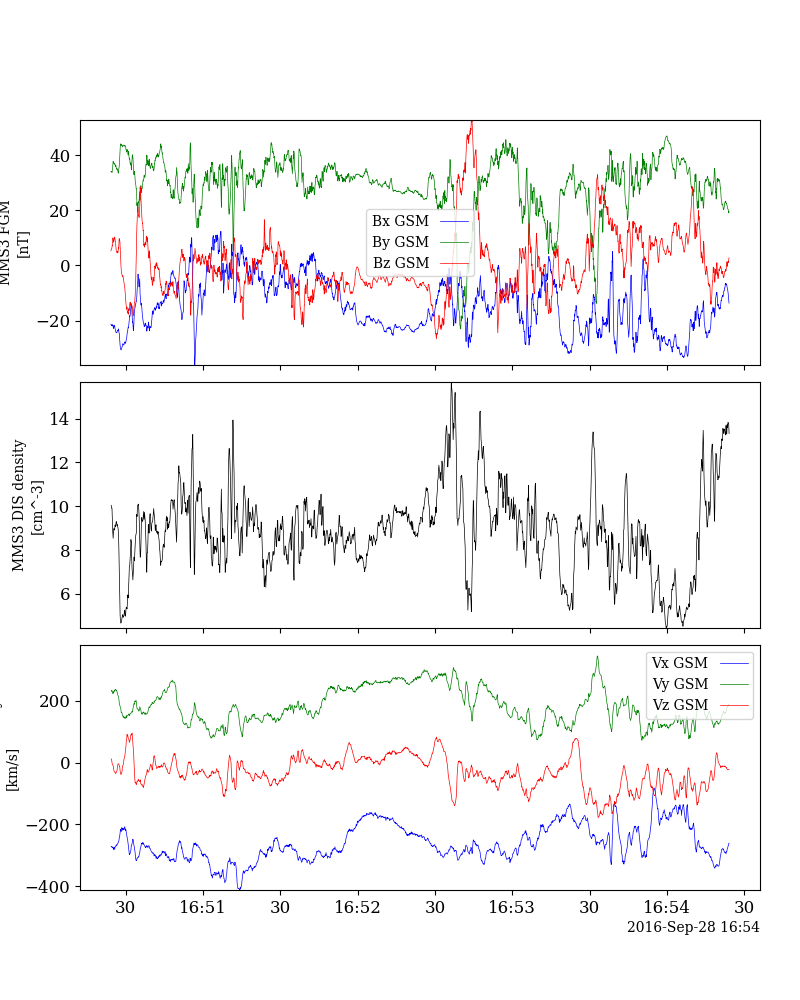 MMS3 FGM
[nT]
40
20
0
−20
Bx GSM
By GSM
Bz GSM
MMS3 DIS density
[cm^-3]
14
12
10
8
6
[km/s]
200
0
−200
−400
Vx GSM
Vy GSM
Vz GSM
30 16:51 30 16:52 30 16:53 30 16:54 30
2016-Sep-28 16:54